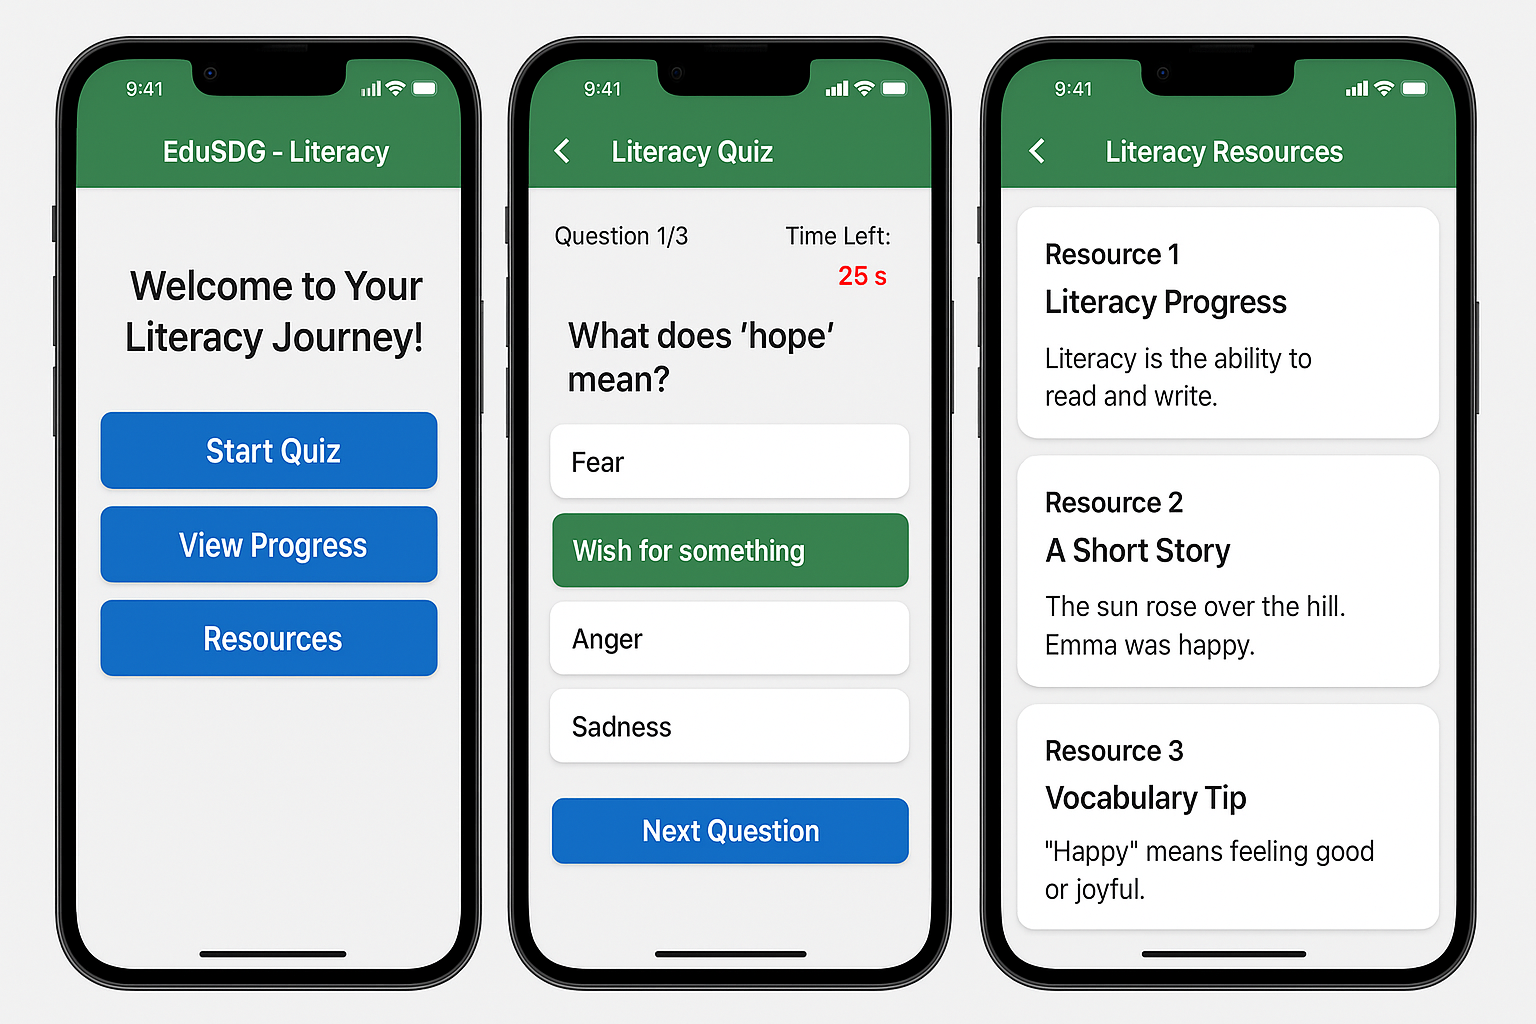 9:41
EduSDG - Literacy
Welcome to Your
Literacy Journey!
Start Quiz
View Progress
Resources
9:41
Literacy Quiz
Question 1/3
Time Left:
25 s
What does ‘hope’
mean?
Fear
Wish for something
Anger
Sadness
Next Question
9:41
Literacy Resources
Resource 1
Literacy Progress
Literacy is the ability to
read and write.
Resource 2
A Short Story
The sun rose over the hill.
Emma was happy.
Resource 3
Vocabulary Tip
"Happy" means feeling good
or joyful.